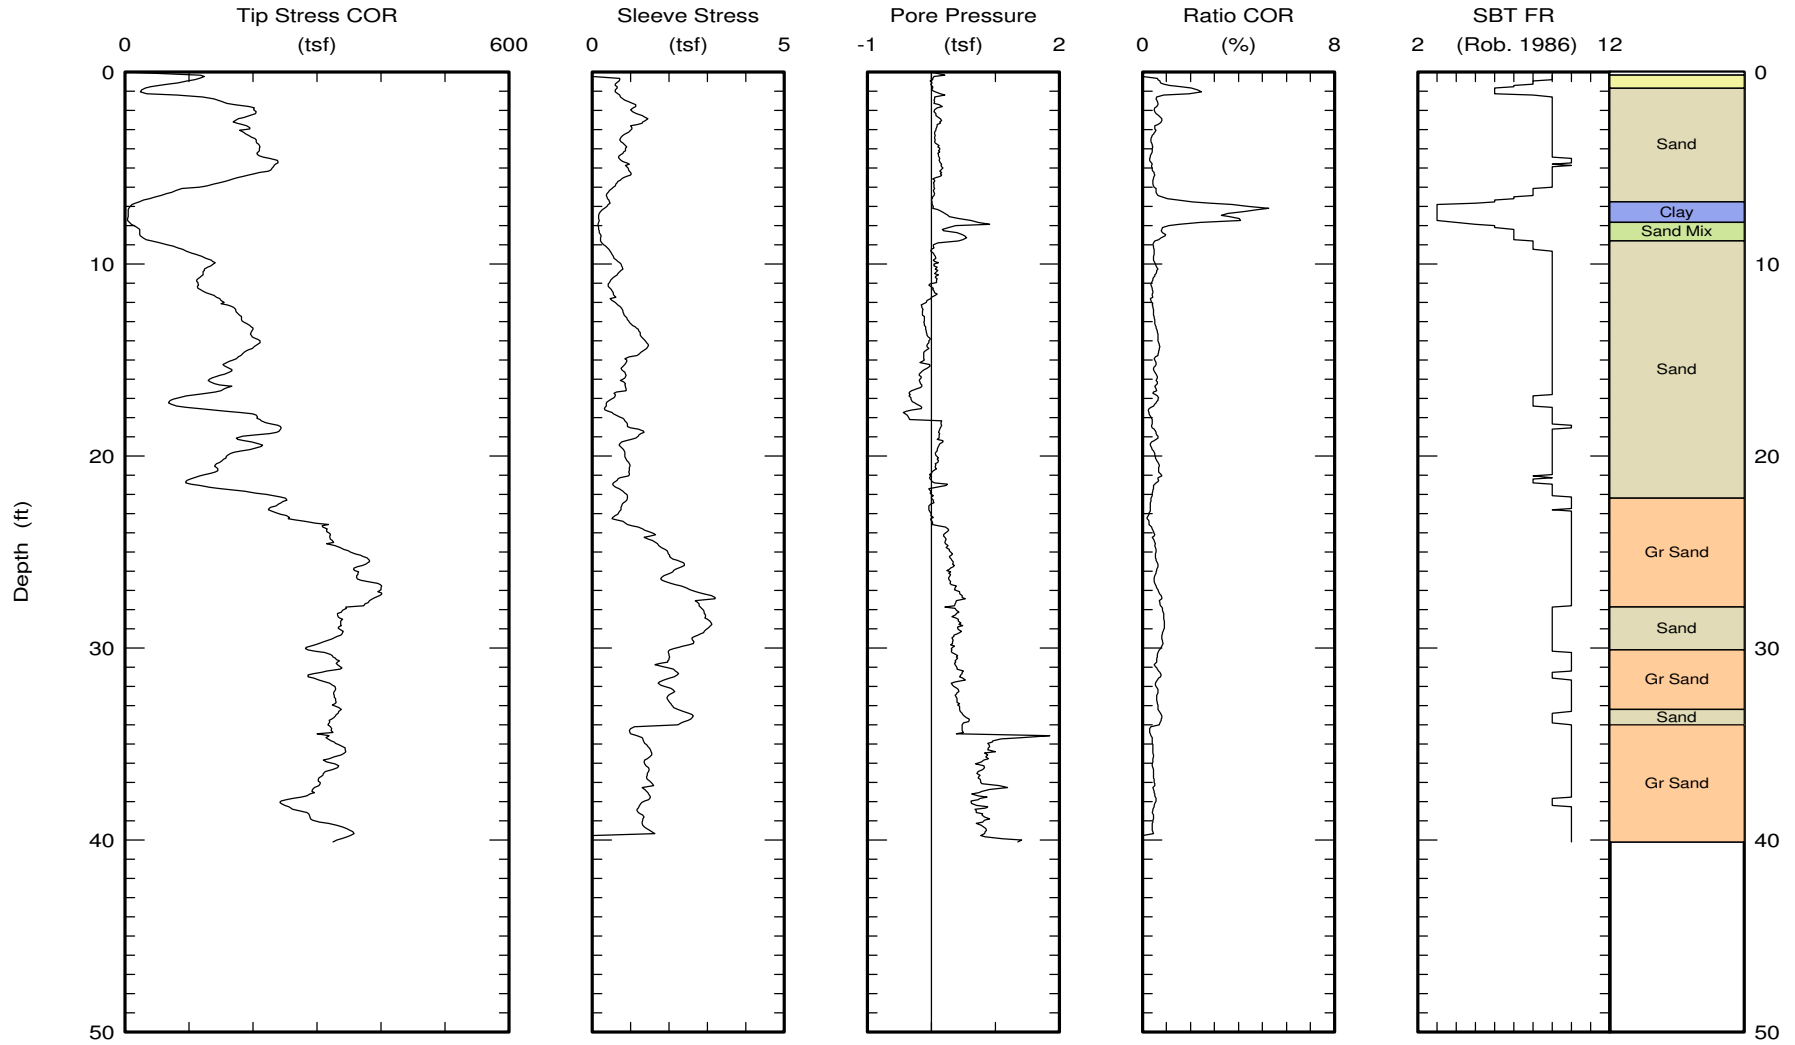 Tip Stress COR Sleeve Stress Pore Pressure Ratio COR SBT FR
0 (tsf) 600 0 (tsf) 5 -1 (tsf) 2 0 (%) 8 2 (Rob. 1986) 12
0 0
Sand
Clay
Sand Mix
10 10
Sand
20 20
Gr Sand
Depth (ft)
Sand
30 30
Gr Sand
Sand
Gr Sand
40 40
50 50